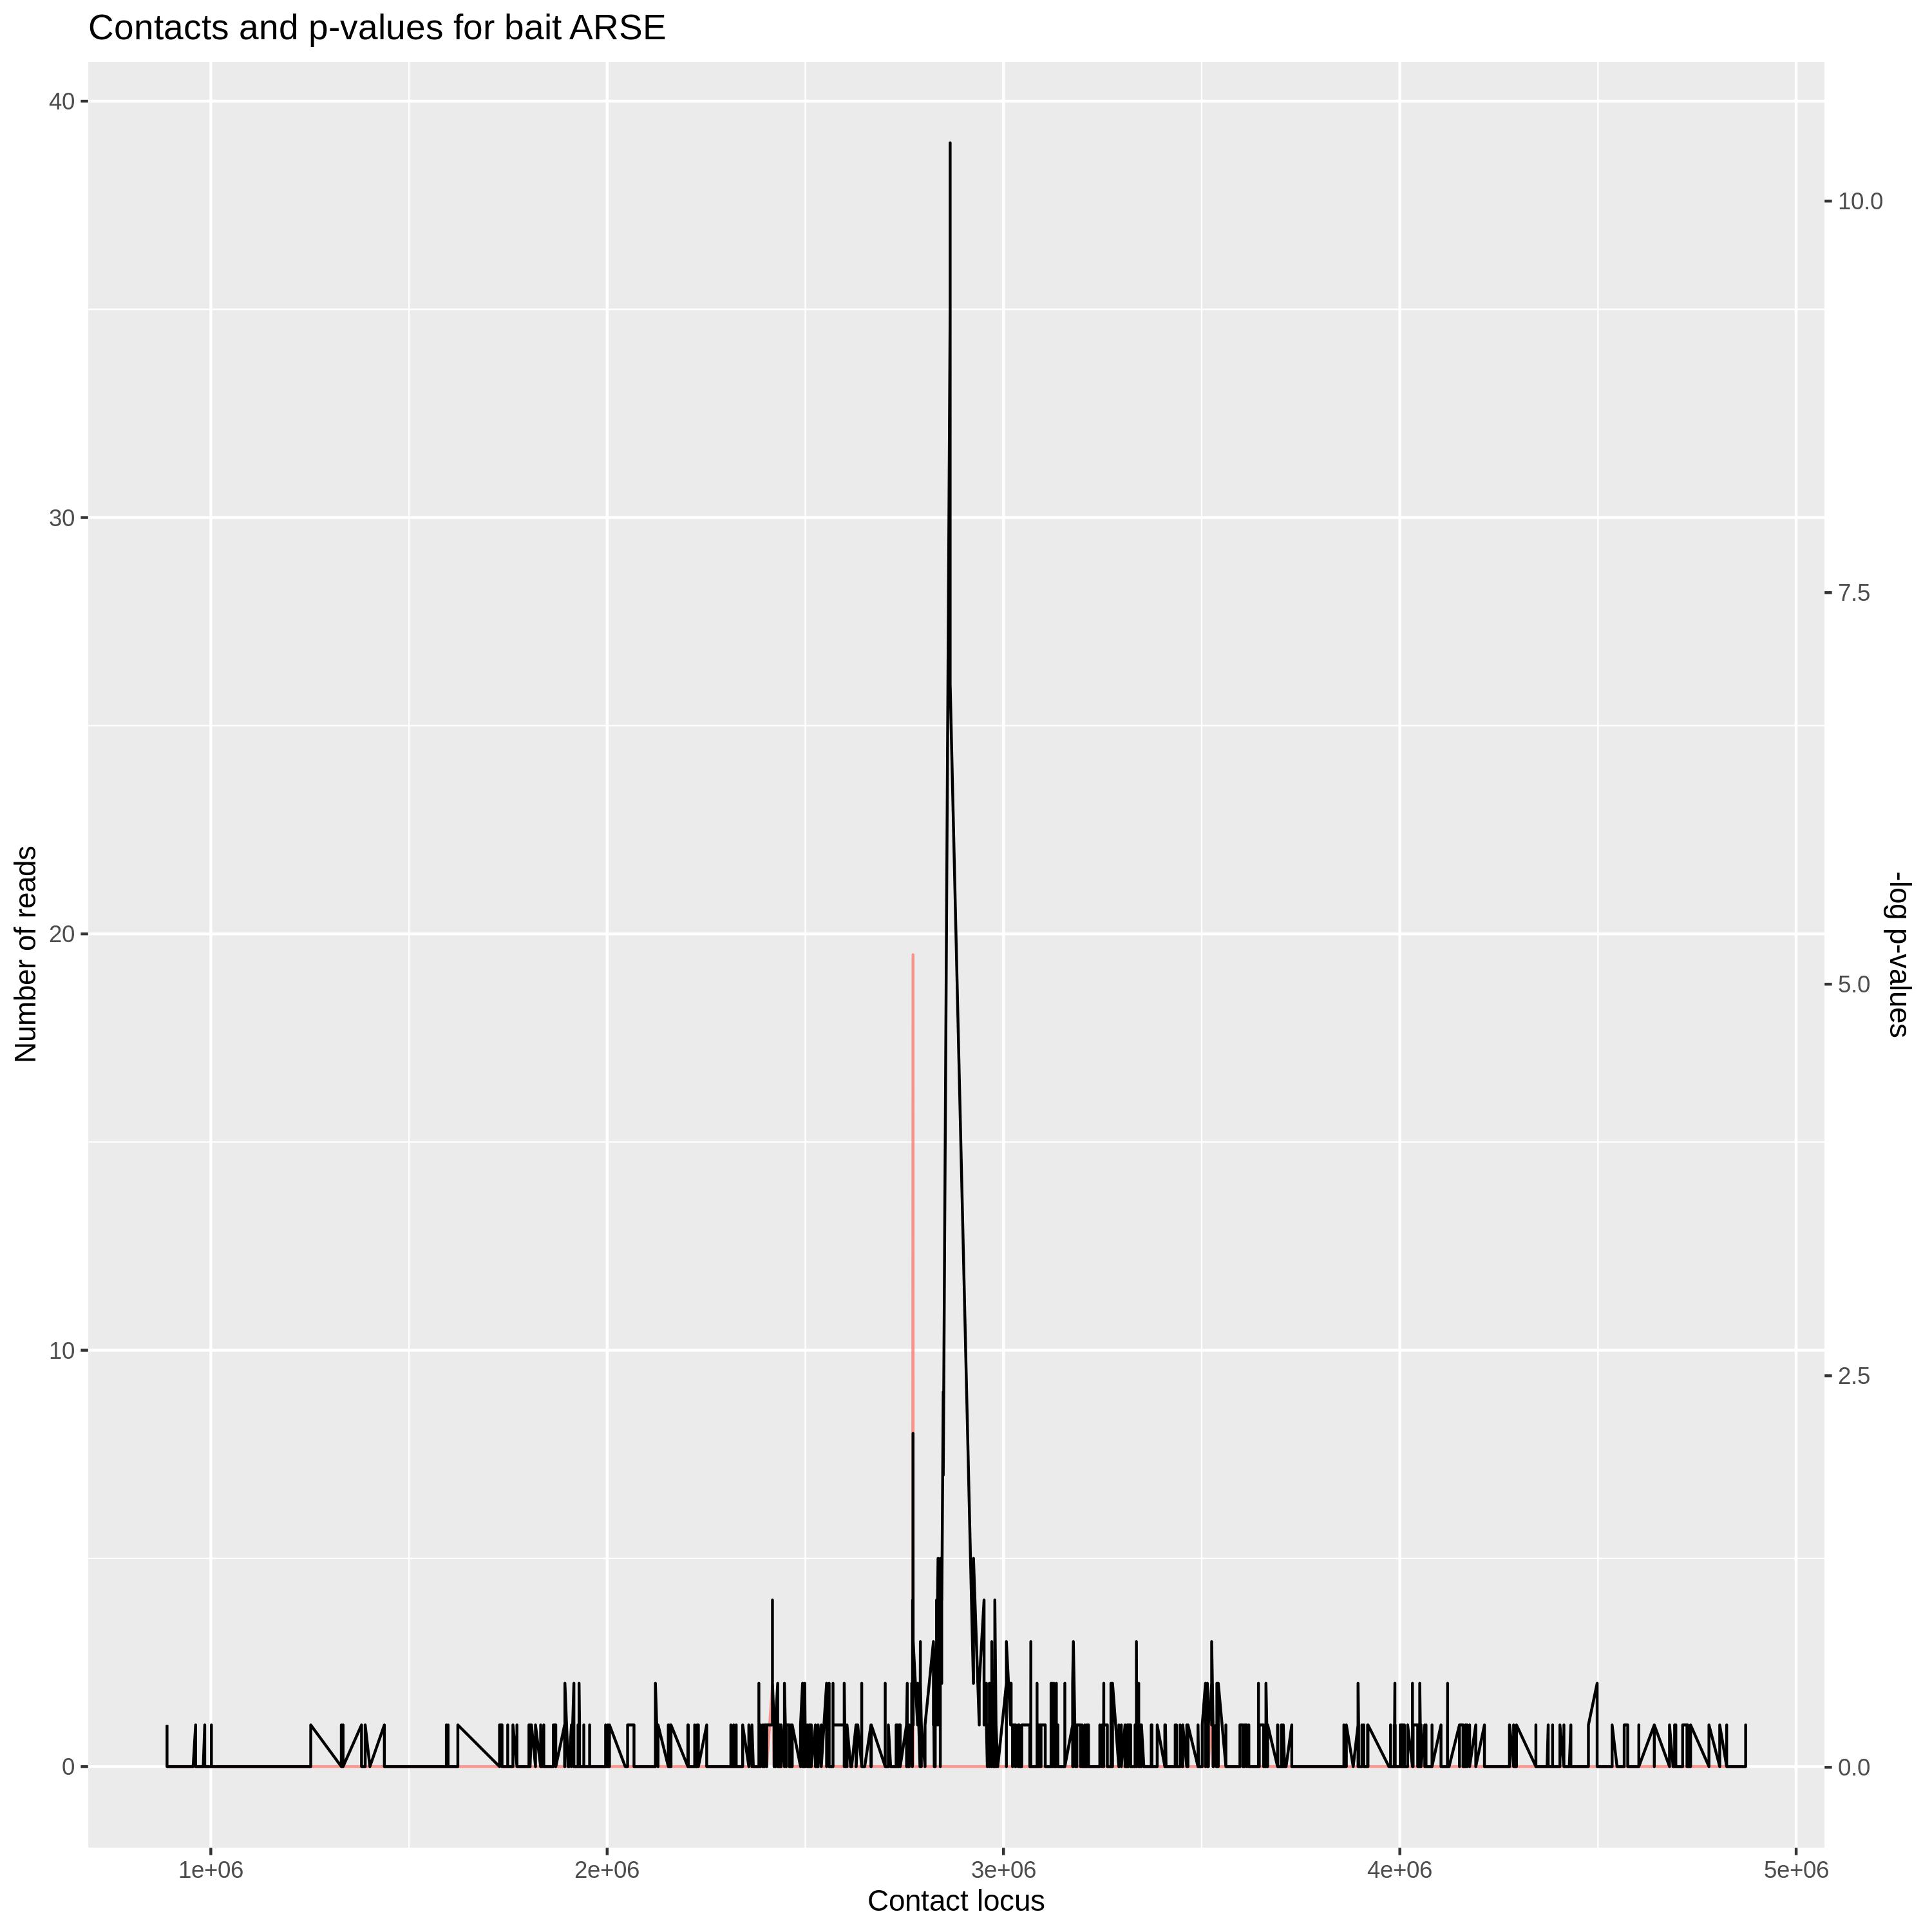 Contacts and p-values for bait ARSE
40
30
20
10
0
Number of reads
10.0
7.5
5.0
2.5
0.0
-log p-values
1e+06
2e+06
3e+06
4e+06
5e+06
Contact locus